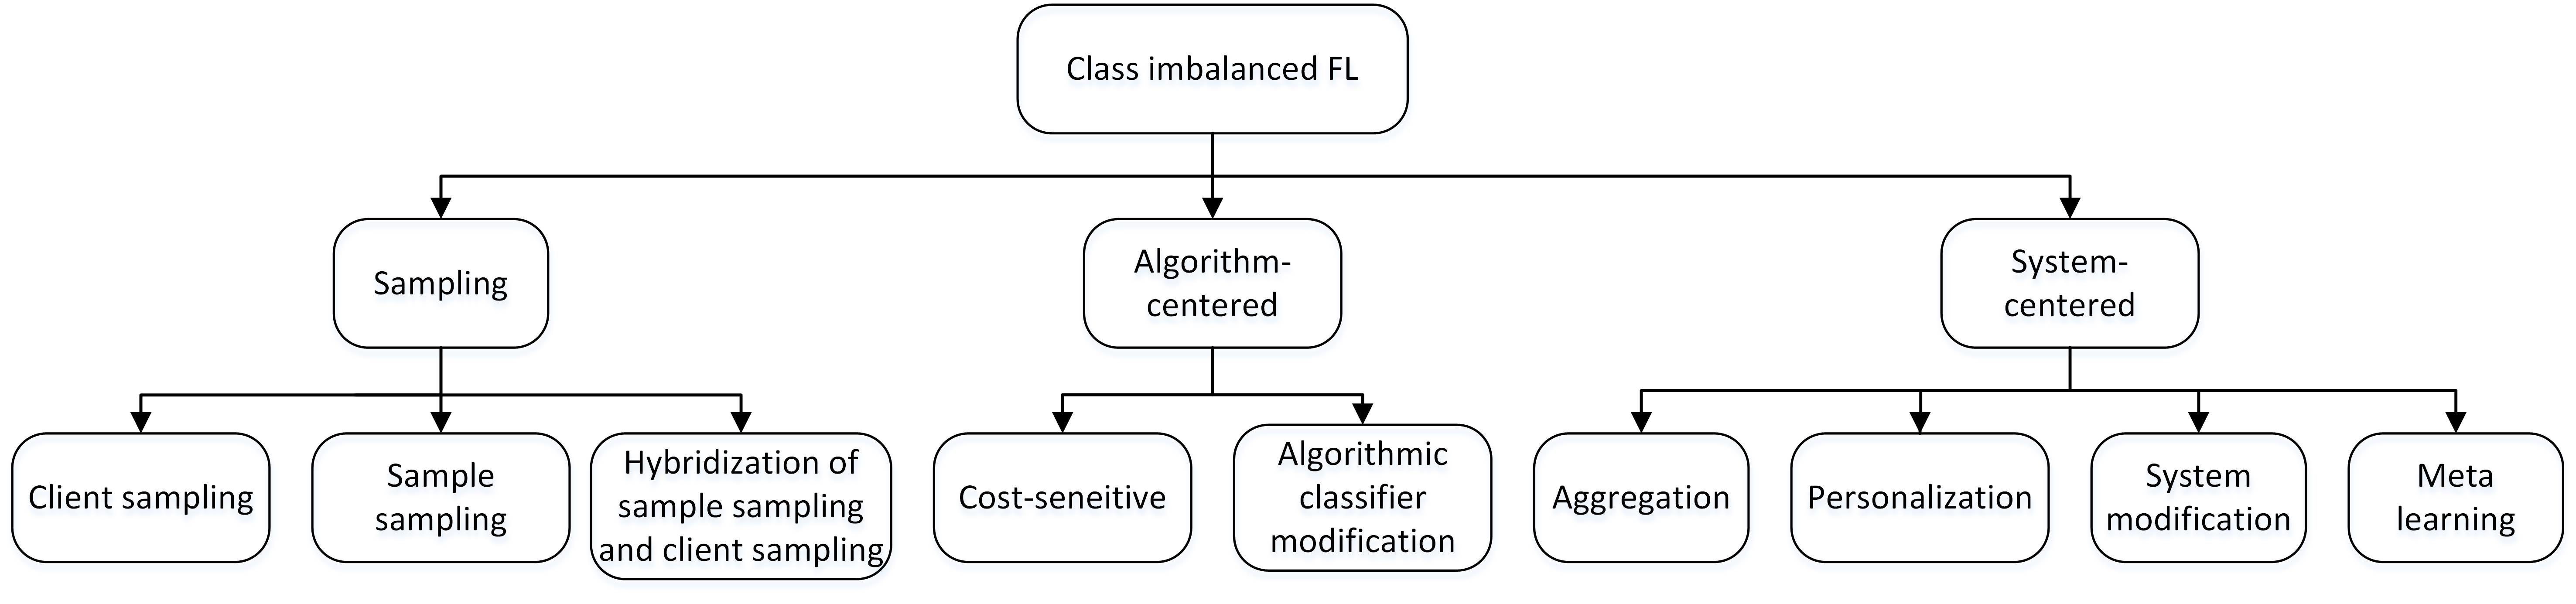 Class imbalanced FL
Sampling
Algorithm-
centered
System-
centered
Client sampling
Sample
sampling
Hybridization of
sample sampling
and client sampling
Cost-seneitive
Algorithmic
classifier
modification
Aggregation
Personalization
System
modification
Meta
learning